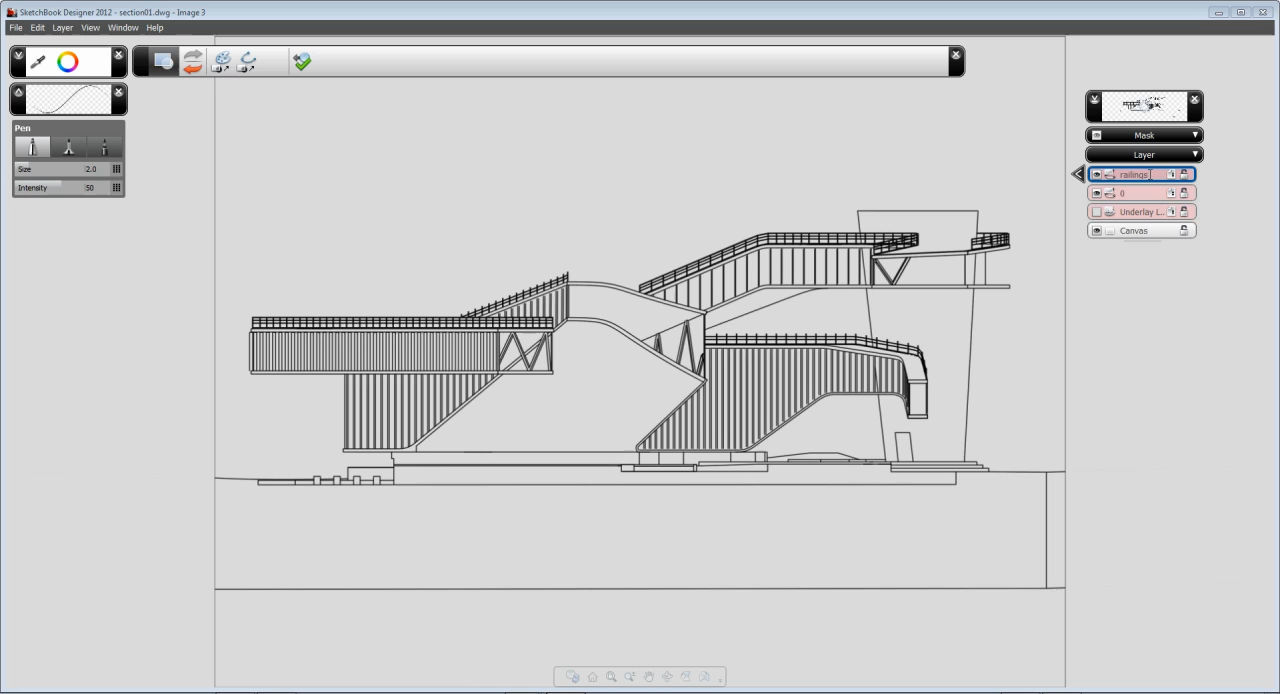 SketchBook Designer 2012 - section01.dwg - Image 3
File Edit Layer View Window Help
Pen
Size 2.0
Intensity 50
Mask
Layer
railings
0
Underlay L...
Canvas